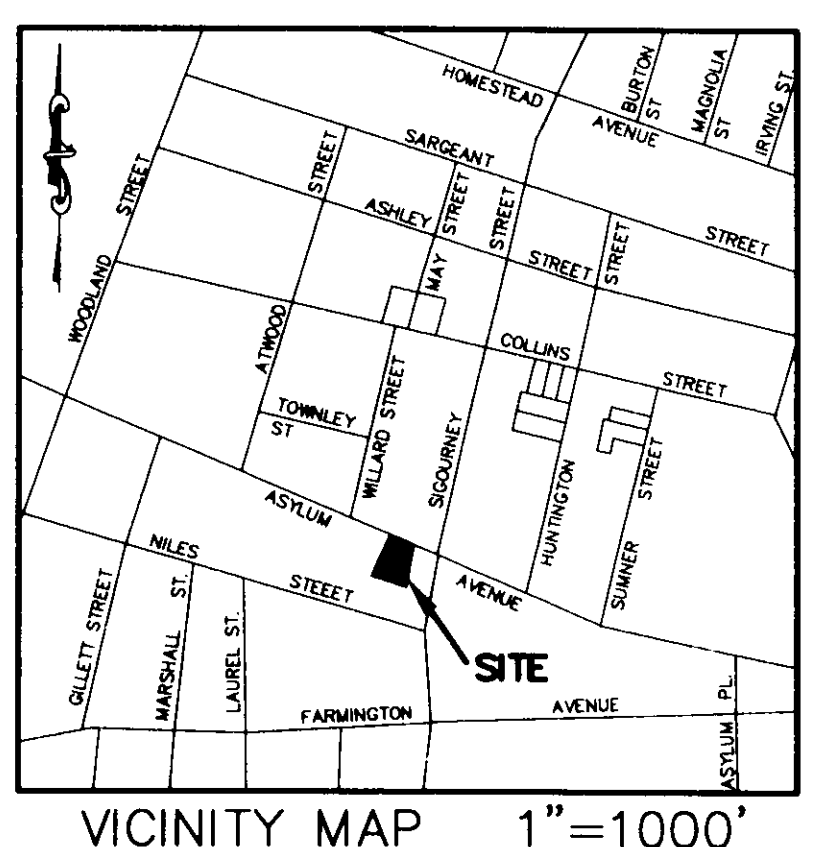 HOMESTEAD
AVENUE
BURTON
ST
MAGNOLIA
ST
IRVING ST.
SARGEANT
STREET
STREET
STREET
STREET
STREET
ASHLEY
STREET
STREET
WOODLAND
MAY
ATWOOD
COLLINS
STREET
TOWNLEY
ST
WILLARD STREET
SIGOURNEY
HUNTINGTON
SUMNER STREET
ASYLUM
AVENUE
NILES
STEEET
GILLETT STREET
MARSHALL ST.
LAUREL ST.
SITE
FARMINGTON
AVENUE
ASYLUM PL.
VICINITY MAP 1"=1000'